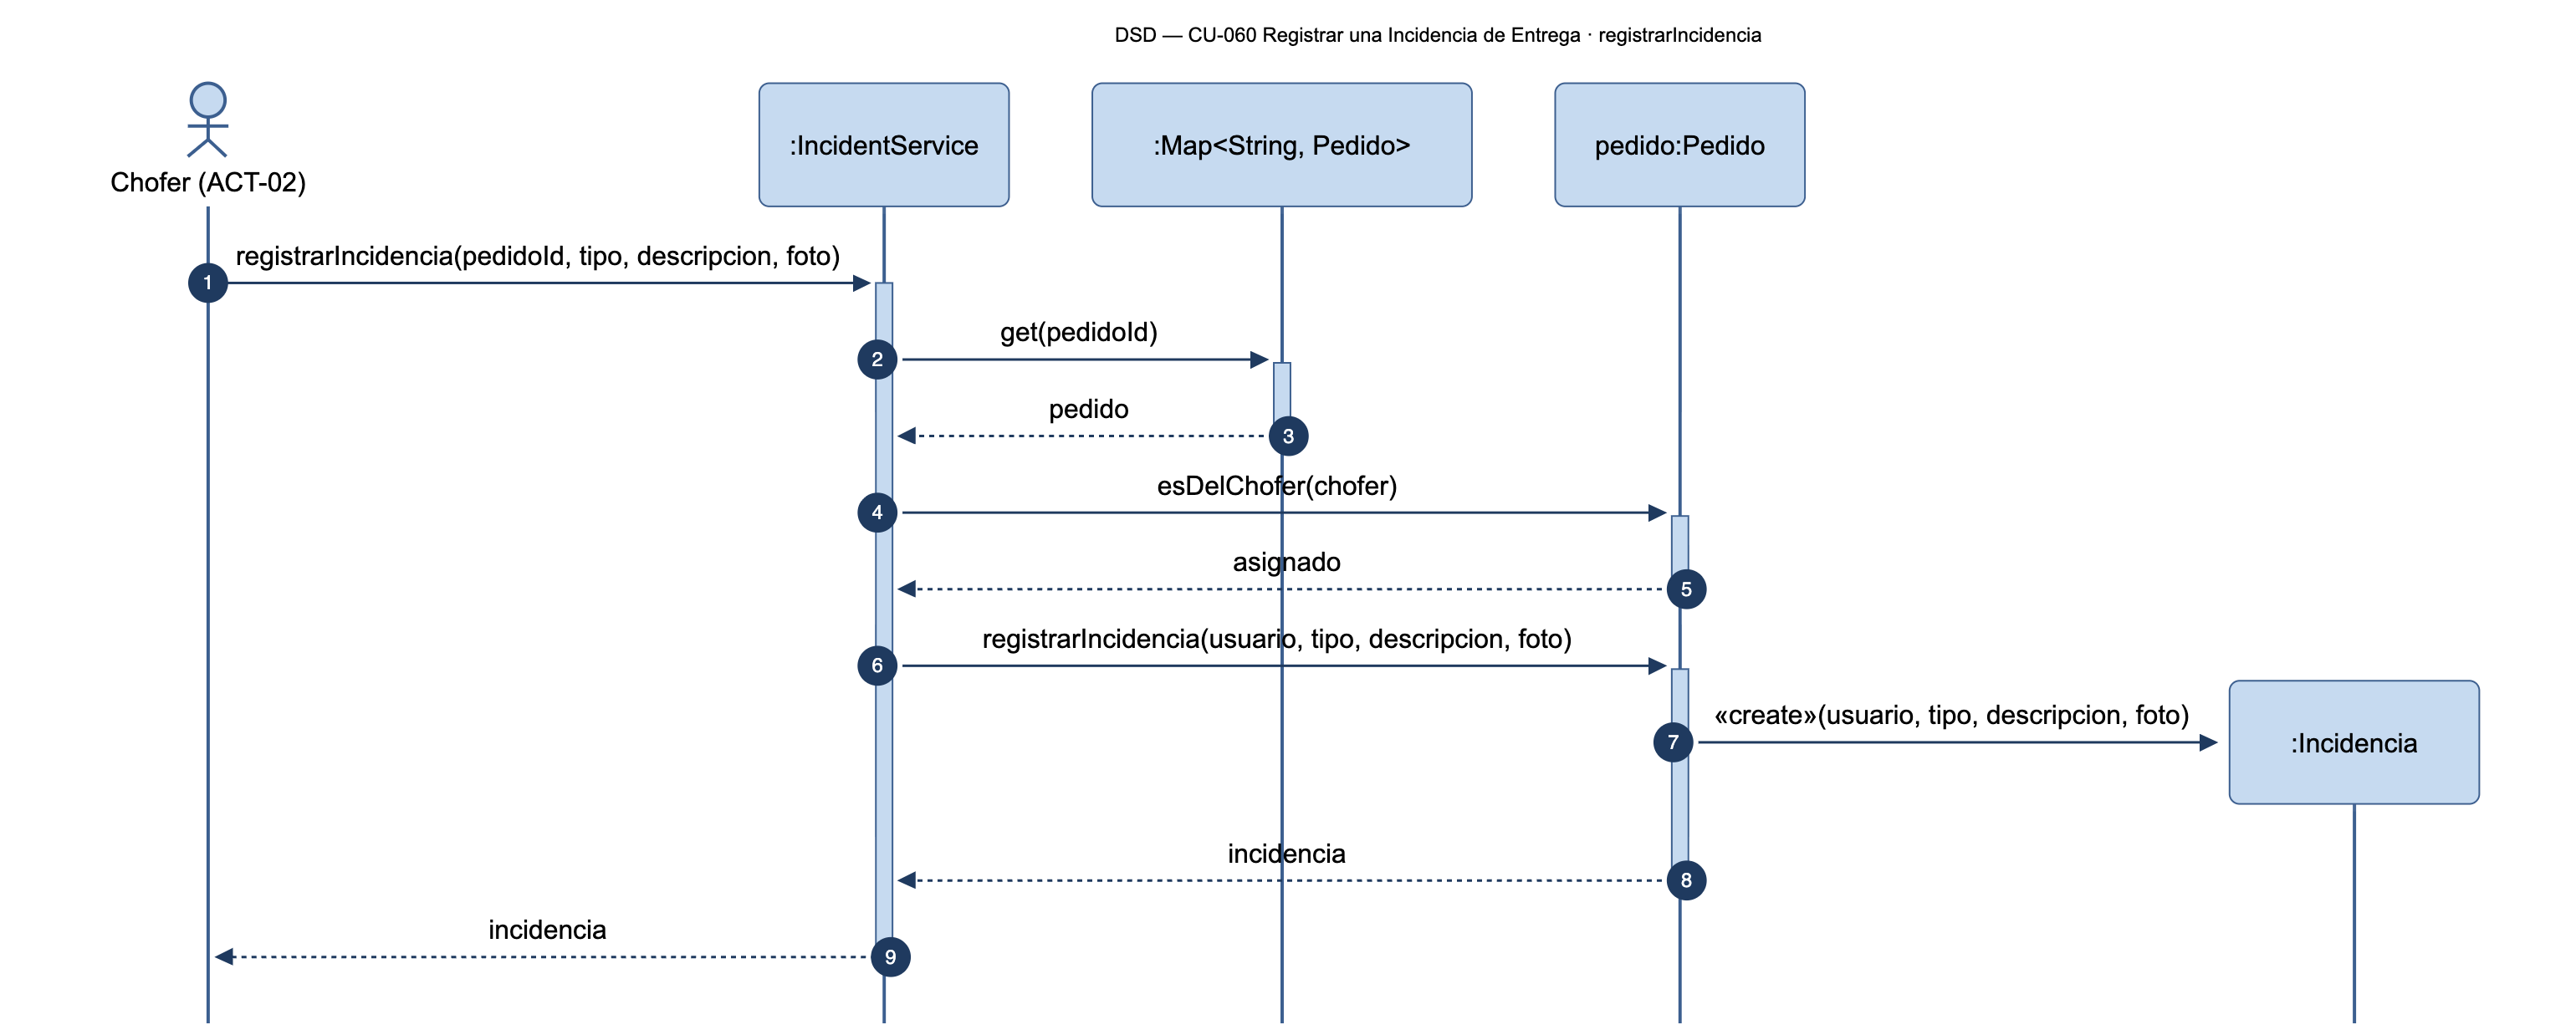 DSD — CU-060 Registrar una Incidencia de Entrega · registrarIncidencia
Chofer (ACT-02)
:IncidentService
:Map<String, Pedido>
pedido:Pedido
registrarIncidencia(pedidoId, tipo, descripcion, foto)
1
get(pedidoId)
2
pedido
3
esDelChofer(chofer)
4
asignado
5
registrarIncidencia(usuario, tipo, descripcion, foto)
6
«create»(usuario, tipo, descripcion, foto)
7
:Incidencia
incidencia
8
incidencia
9